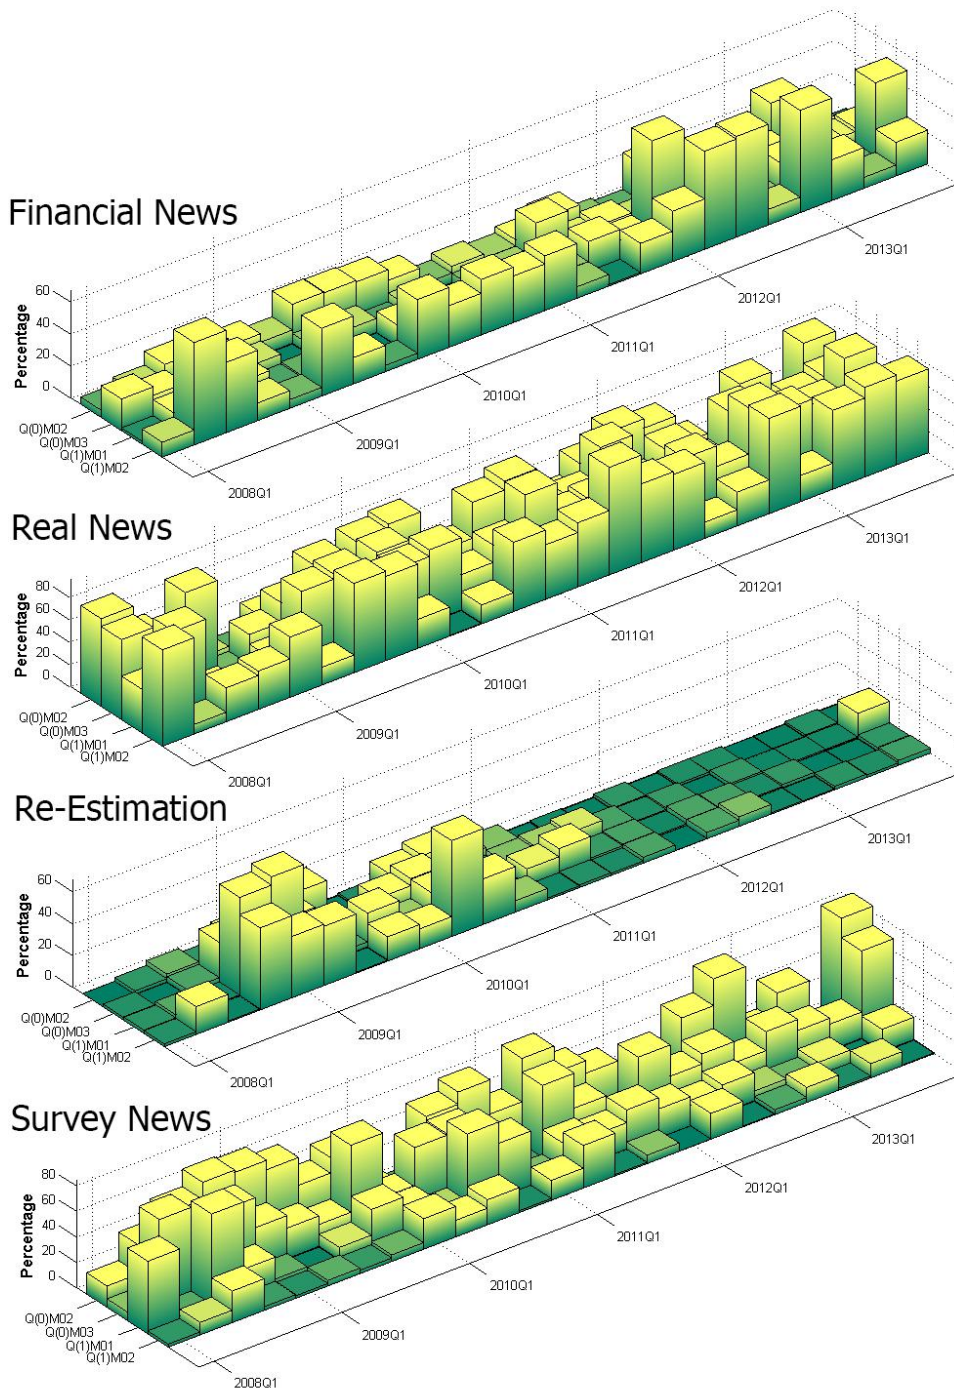 Financial News
Percentage
60
40
20
0
Q(0)M02
Q(0)M03
Q(1)M01
Q(1)M02
2008Q1
2009Q1
2010Q1
2011Q1
2012Q1
2013Q1
Real News
Percentage
80
60
40
20
0
Q(0)M02
Q(0)M03
Q(1)M01
Q(1)M02
2008Q1
2009Q1
2010Q1
2011Q1
2012Q1
2013Q1
Re-Estimation
Percentage
60
40
20
0
Q(0)M02
Q(0)M03
Q(1)M01
Q(1)M02
2008Q1
2009Q1
2010Q1
2011Q1
2012Q1
2013Q1
Survey News
Percentage
80
60
40
20
0
Q(0)M02
Q(0)M03
Q(1)M01
Q(1)M02
2008Q1
2009Q1
2010Q1
2011Q1
2012Q1
2013Q1